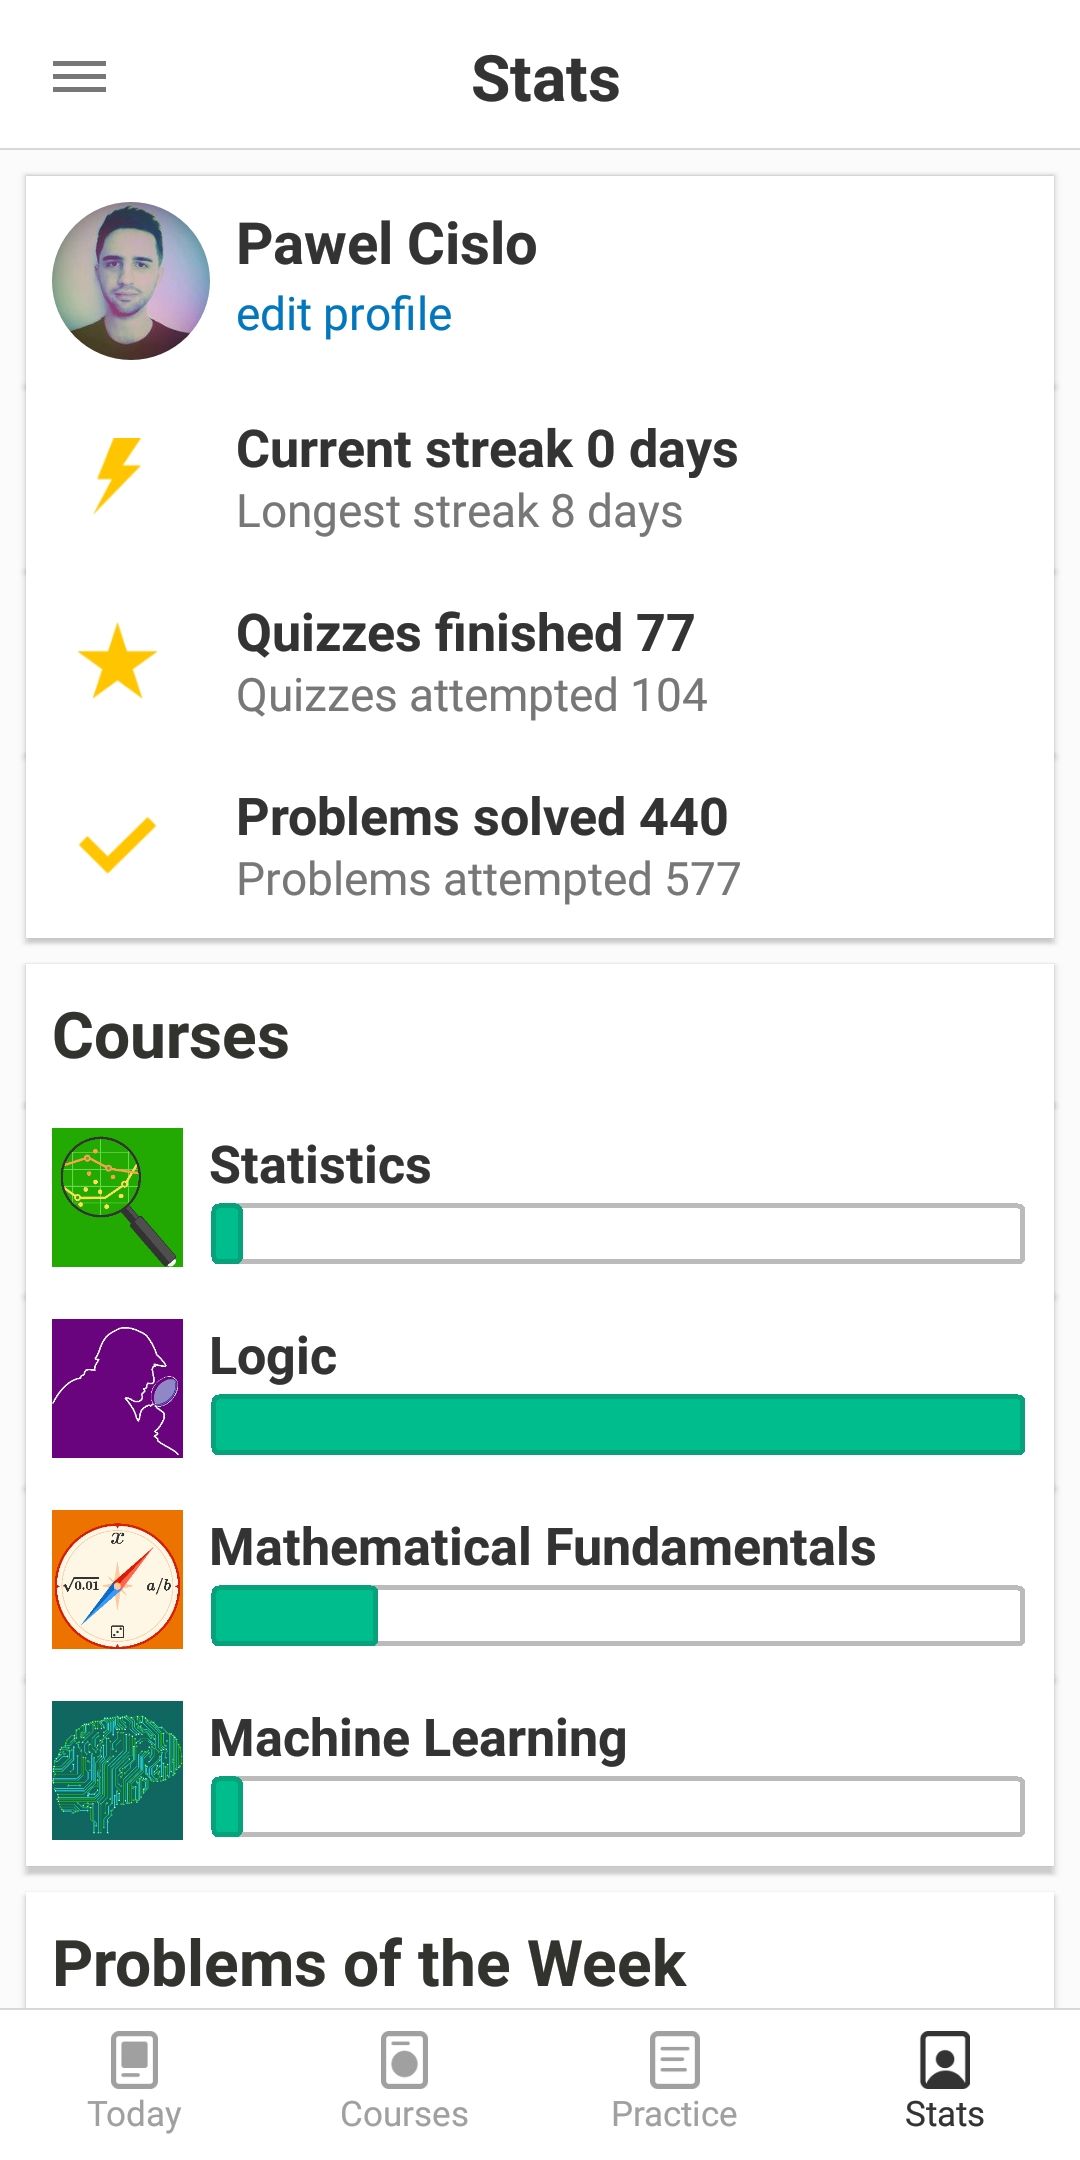 Stats
Pawel Cislo
edit profile
Current streak 0 days
Longest streak 8 days
Quizzes finished 77
Quizzes attempted 104
Problems solved 440
Problems attempted 577
Courses
Statistics
Logic
x
√0.01 a/b
Mathematical Fundamentals
Machine Learning
Problems of the Week
Today
Courses
Practice
Stats